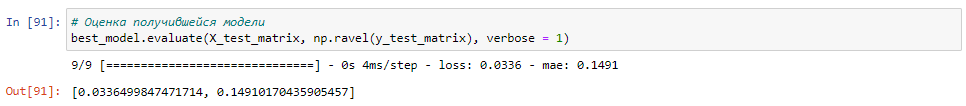 In [91]: # Оценка получившейся модели
best_model.evaluate(X_test_matrix, np.ravel(y_test_matrix), verbose = 1)
9/9 [==============================] - 0s 4ms/step - loss: 0.0336 - mae: 0.1491
Out[91]: [0.0336499847471714, 0.14910170435905457]